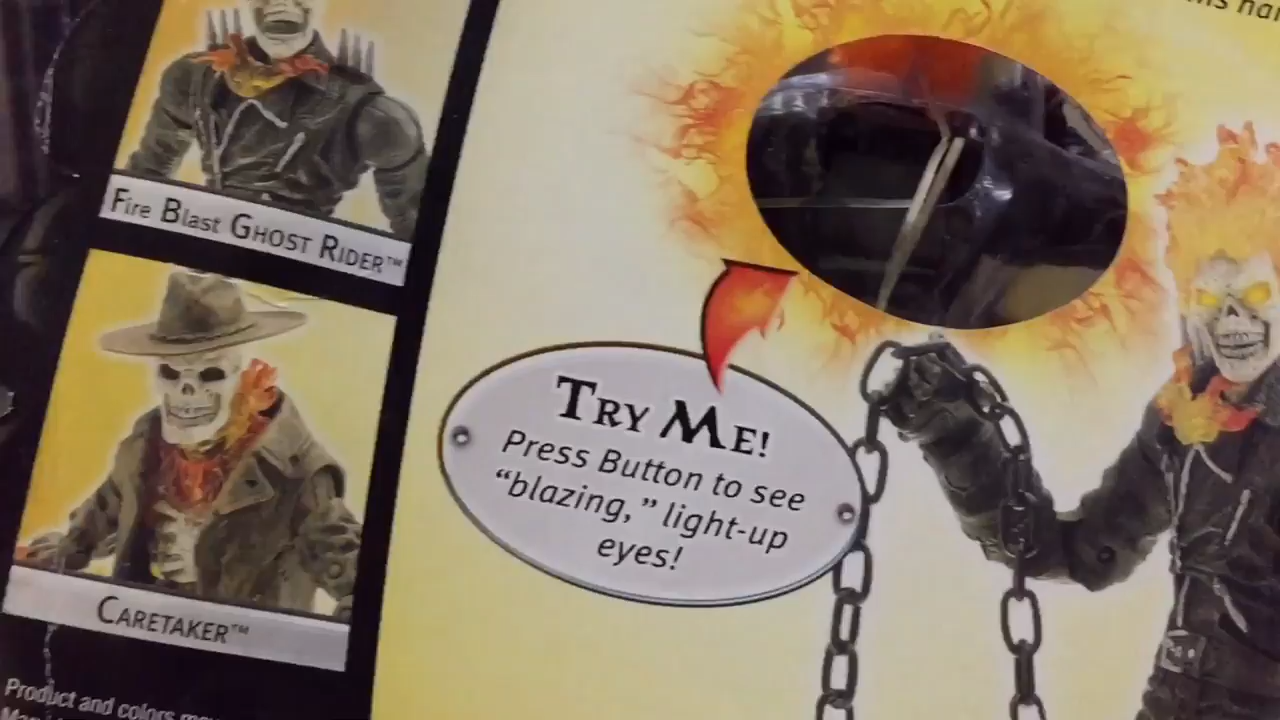 Fire Blast Ghost Rider™
Caretaker™
Try Me!
Press Button to see
“blazing,” light-up
eyes!
Product and colors